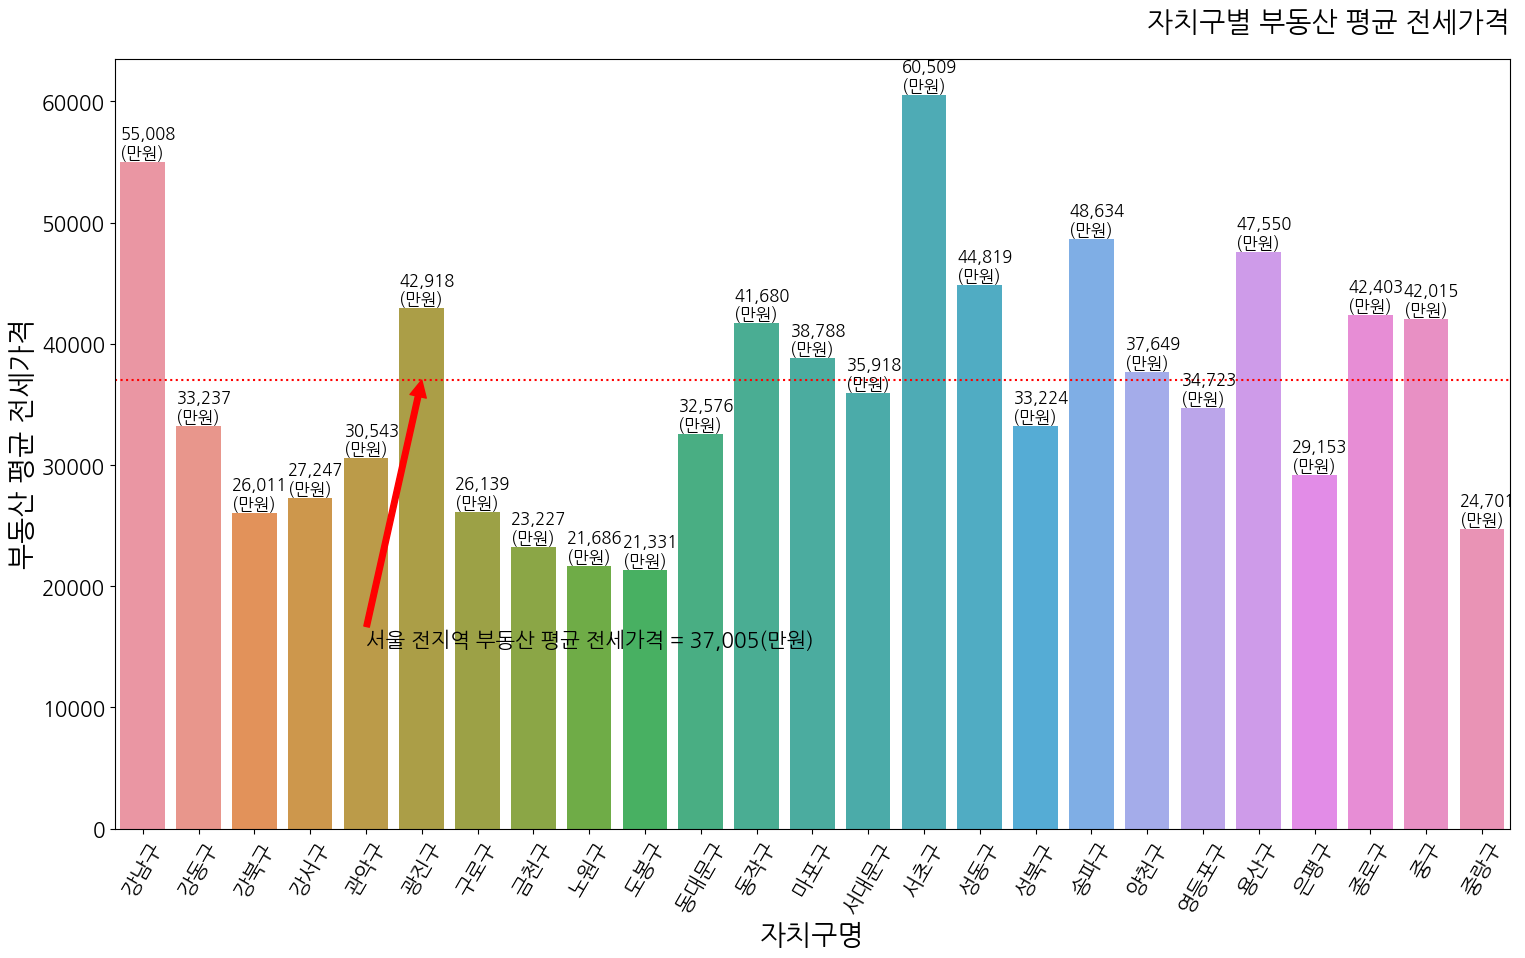 자치구별 부동산 평균 전세가격
부동산 평균 전세가격
60000
50000
40000
30000
20000
10000
0
55,008
(만원)
33,237
(만원)
26,011
(만원)
27,247
(만원)
30,543
(만원)
42,918
(만원)
26,139
(만원)
23,227
(만원)
21,686
(만원)
21,331
(만원)
32,576
(만원)
41,680
(만원)
38,788
(만원)
35,918
(만원)
60,509
(만원)
44,819
(만원)
33,224
(만원)
48,634
(만원)
37,649
(만원)
34,723
(만원)
47,550
(만원)
29,153
(만원)
42,403
(만원)
42,015
(만원)
24,701
(만원)
서울 전지역 부동산 평균 전세가격 = 37,005(만원)
강남구
강동구
강북구
강서구
관악구
광진구
구로구
금천구
노원구
도봉구
동대문구
동작구
마포구
서대문구
서초구
성동구
성북구
송파구
양천구
영등포구
용산구
은평구
종로구
중구
중랑구
자치구명